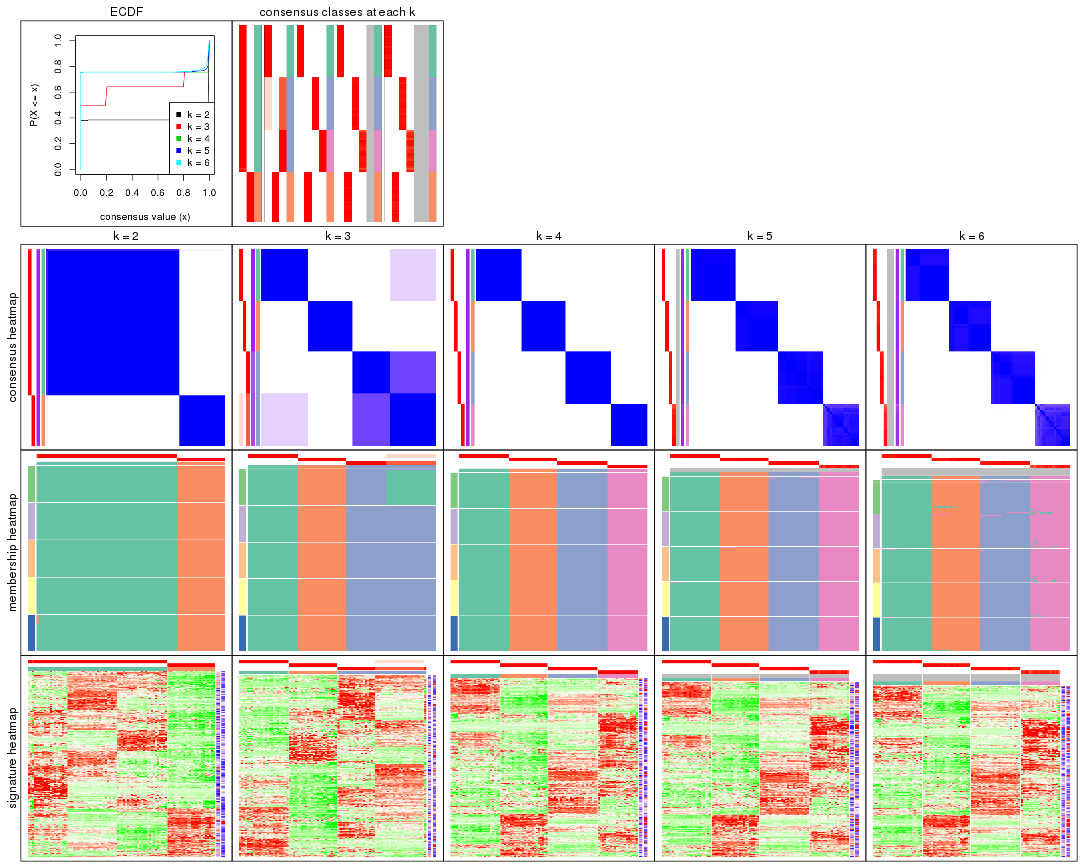 ECDF
consensus classes at each k
P(X <= x)
0.0 0.2 0.4 0.6 0.8 1.0
k = 2
k = 3
k = 4
k = 5
k = 6
0.0 0.2 0.4 0.6 0.8 1.0
consensus value (x)
k = 2
k = 3
k = 4
k = 5
k = 6
consensus heatmap
membership heatmap
signature heatmap